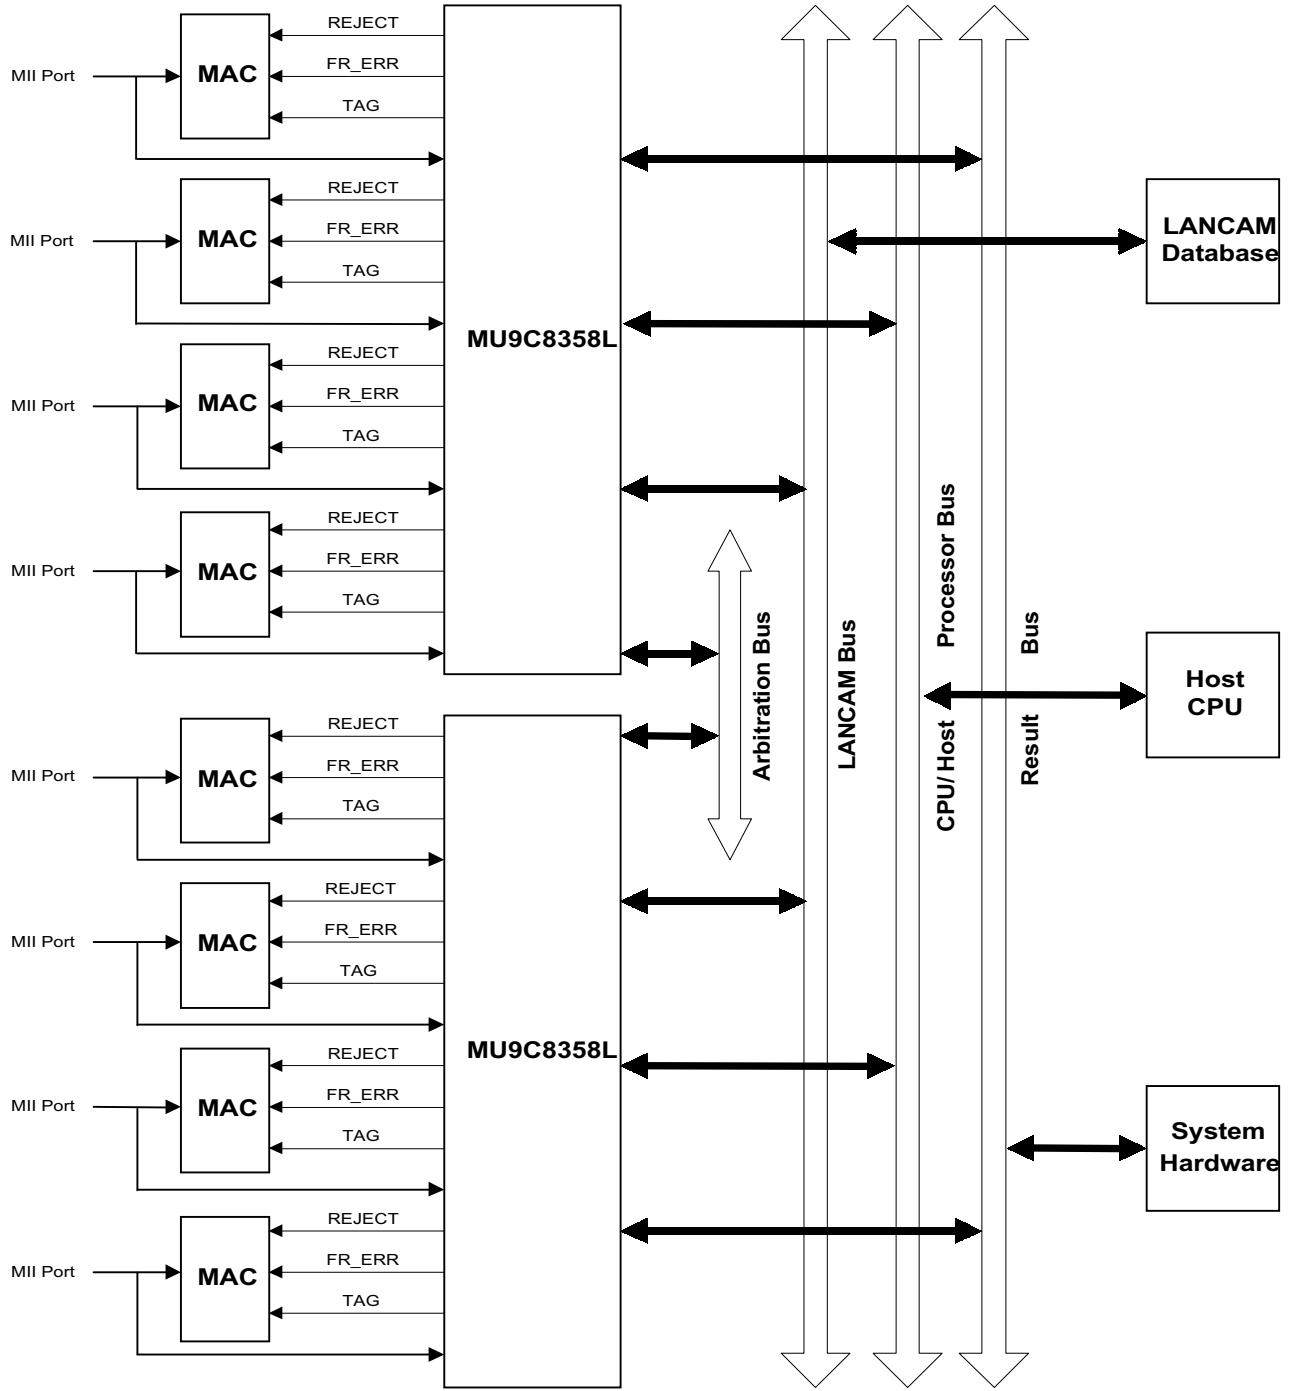 REJECT
MII Port
MAC
FR_ERR
TAG
REJECT
MII Port
MAC
FR_ERR
TAG
LANCAM
Database
MU9C8358L
REJECT
MII Port
MAC
FR_ERR
TAG
REJECT
MII Port
MAC
FR_ERR
TAG
Arbitration Bus
LANCAM Bus
CPU/Host Processor Bus
Result Bus
Host
CPU
REJECT
MII Port
MAC
FR_ERR
TAG
REJECT
MII Port
MAC
FR_ERR
TAG
MU9C8358L
REJECT
MII Port
MAC
FR_ERR
TAG
System
Hardware
REJECT
MII Port
MAC
FR_ERR
TAG